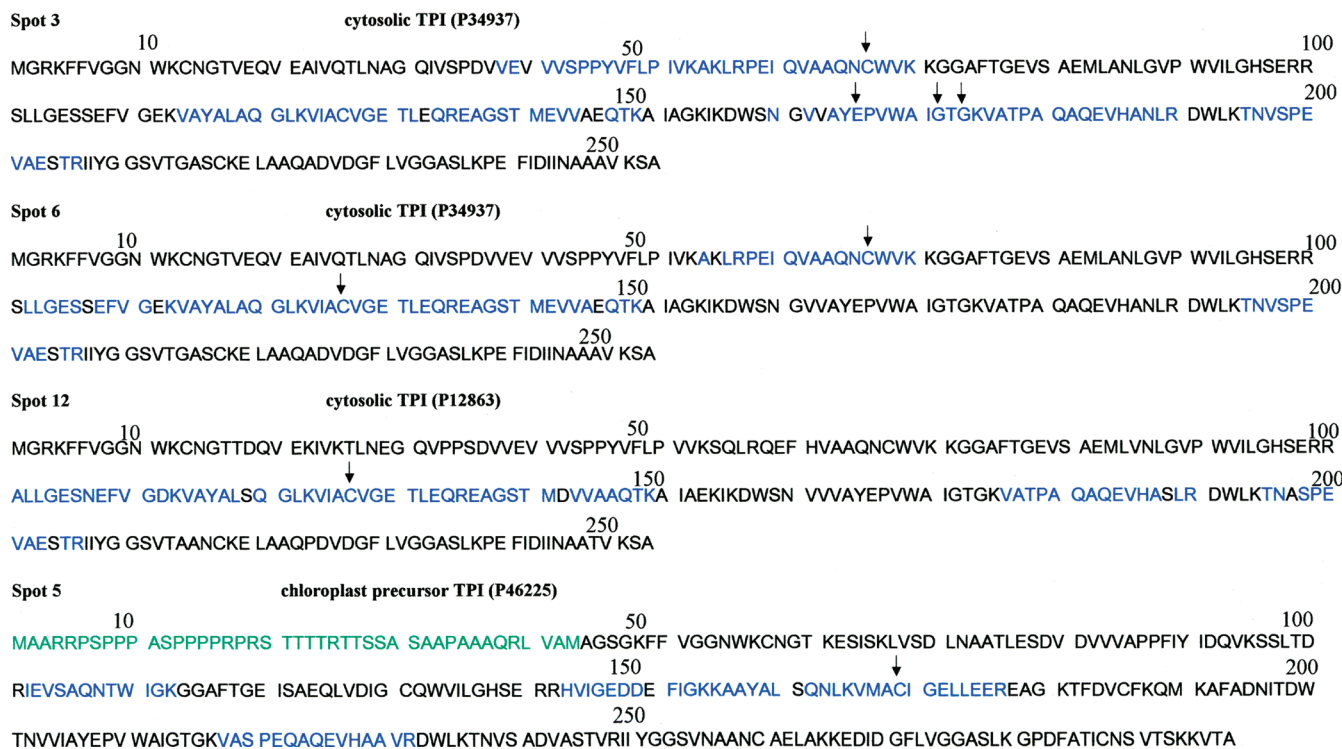 Spot 3 cytosolic TPI (P34937)
10 50 100
MGRKFFVGGN WKCNGTVEQV EAIVQTLNAG QIVSPDVVEV VVSPPYVFLP IVKAKLRPEI QVAAQNCWVK KGGAFTGEVS AEMLANLGVP WVILGHSERR
150 200
SLLGESSEFV GEKVAYALAQ GLKVIACVGE TLEQREAGST MEVVAEQTKA IAGKIKDWSN GVVAYEPVWA IGTGKVATPA QAQEVHANLR DWLKTNVSPE
250
VAESTRIIYG GSVTGASCKE LAAQADVDGF LVGGASLKPE FIDIINAAAV KSA
Spot 6 cytosolic TPI (P34937)
10 50 100
MGRKFFVGGN WKCNGTVEQV EAIVQTLNAG QIVSPDVVEV VVSPPYVFLP IVKAKLRPEI QVAAQNCWVK KGGAFTGEVS AEMLANLGVP WVILGHSERR
150 200
SLLGESSEFV GEKVAYALAQ GLKVIACVGE TLEQREAGST MEVVAEQTKA IAGKIKDWSN GVVAYEPVWA IGTGKVATPA QAQEVHANLR DWLKTNVSPE
250
VAESTRIIYG GSVTGASCKE LAAQADVDGF LVGGASLKPE FIDIINAAAV KSA
Spot 12 cytosolic TPI (P12863)
10 50 100
MGRKFFVGGN WKCNGTTDQV EKIVKTLNEG QVPPSDVVEV VVSPPYVFLP VVKSQLRQEF HVAAQNCWVK KGGAFTGEVS AEMLVNLGVP WVILGHSERR
150 200
ALLGESNEFV GDKVAYALSQ GLKVIACVGE TLEQREAGST MDVVAAQTKA IAEKIKDWSN VVVAYEPVWA IGTGKVATPA QAQEVHASLR DWLKTNASPE
250
VAESTRIIYG GSVTAANCKE LAAQPDVDGF LVGGASLKPE FIDIINAATV KSA
Spot 5 chloroplast precursor TPI (P46225)
10 50 100
MAARRPSPPP ASPPPPRPRS TTTTRTTSSA SAAPAAAQRL VAMAGSGKFF VGGNWKCNGT KESISKLVSD LNAATLESDV DVVVAPPFIY IDQVKSSLTD
150 200
RIEVSAQNTW IGKGGAFTGE ISAEQLVDIG CQWVILGHSE RRHVIGEDDE FIGKKAAYAL SQNLKVMACI GELLEEREAG KTFDVCFKQM KAFADNITDW
250
TNVVIAYEPV WAIGTGKVAS PEQAQEVHAA VRDWLKTNVS ADVASTVRII YGGSVNAANC AELAKKEDID GFLVGGASLK GPDFATICNS VTSKKVTA